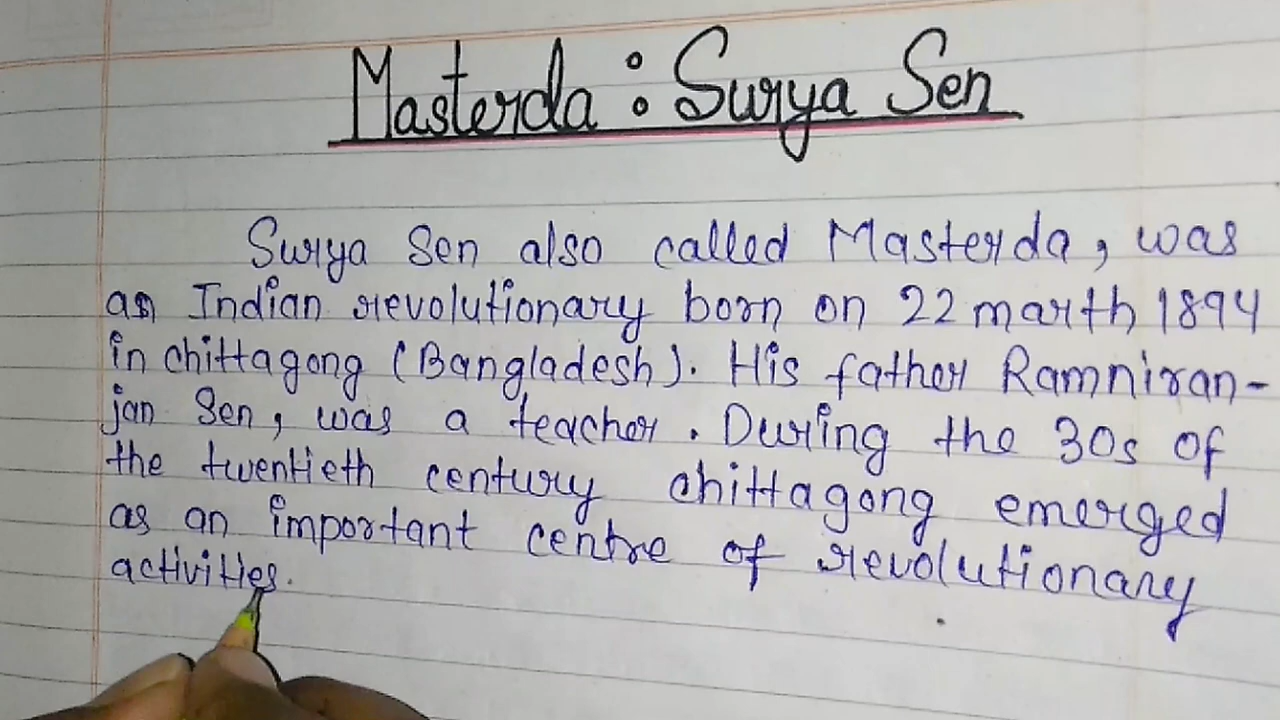 Masterda : Surya Sen
Surya Sen also called Masterda, was
an Indian revolutionary born on 22 march 1894
in chittagong (Bangladesh). His father Ramniran-
jan Sen, was a teacher. During the 30s of
the twentieth century chittagong emerged
as an important centre of revolutionary
activities.